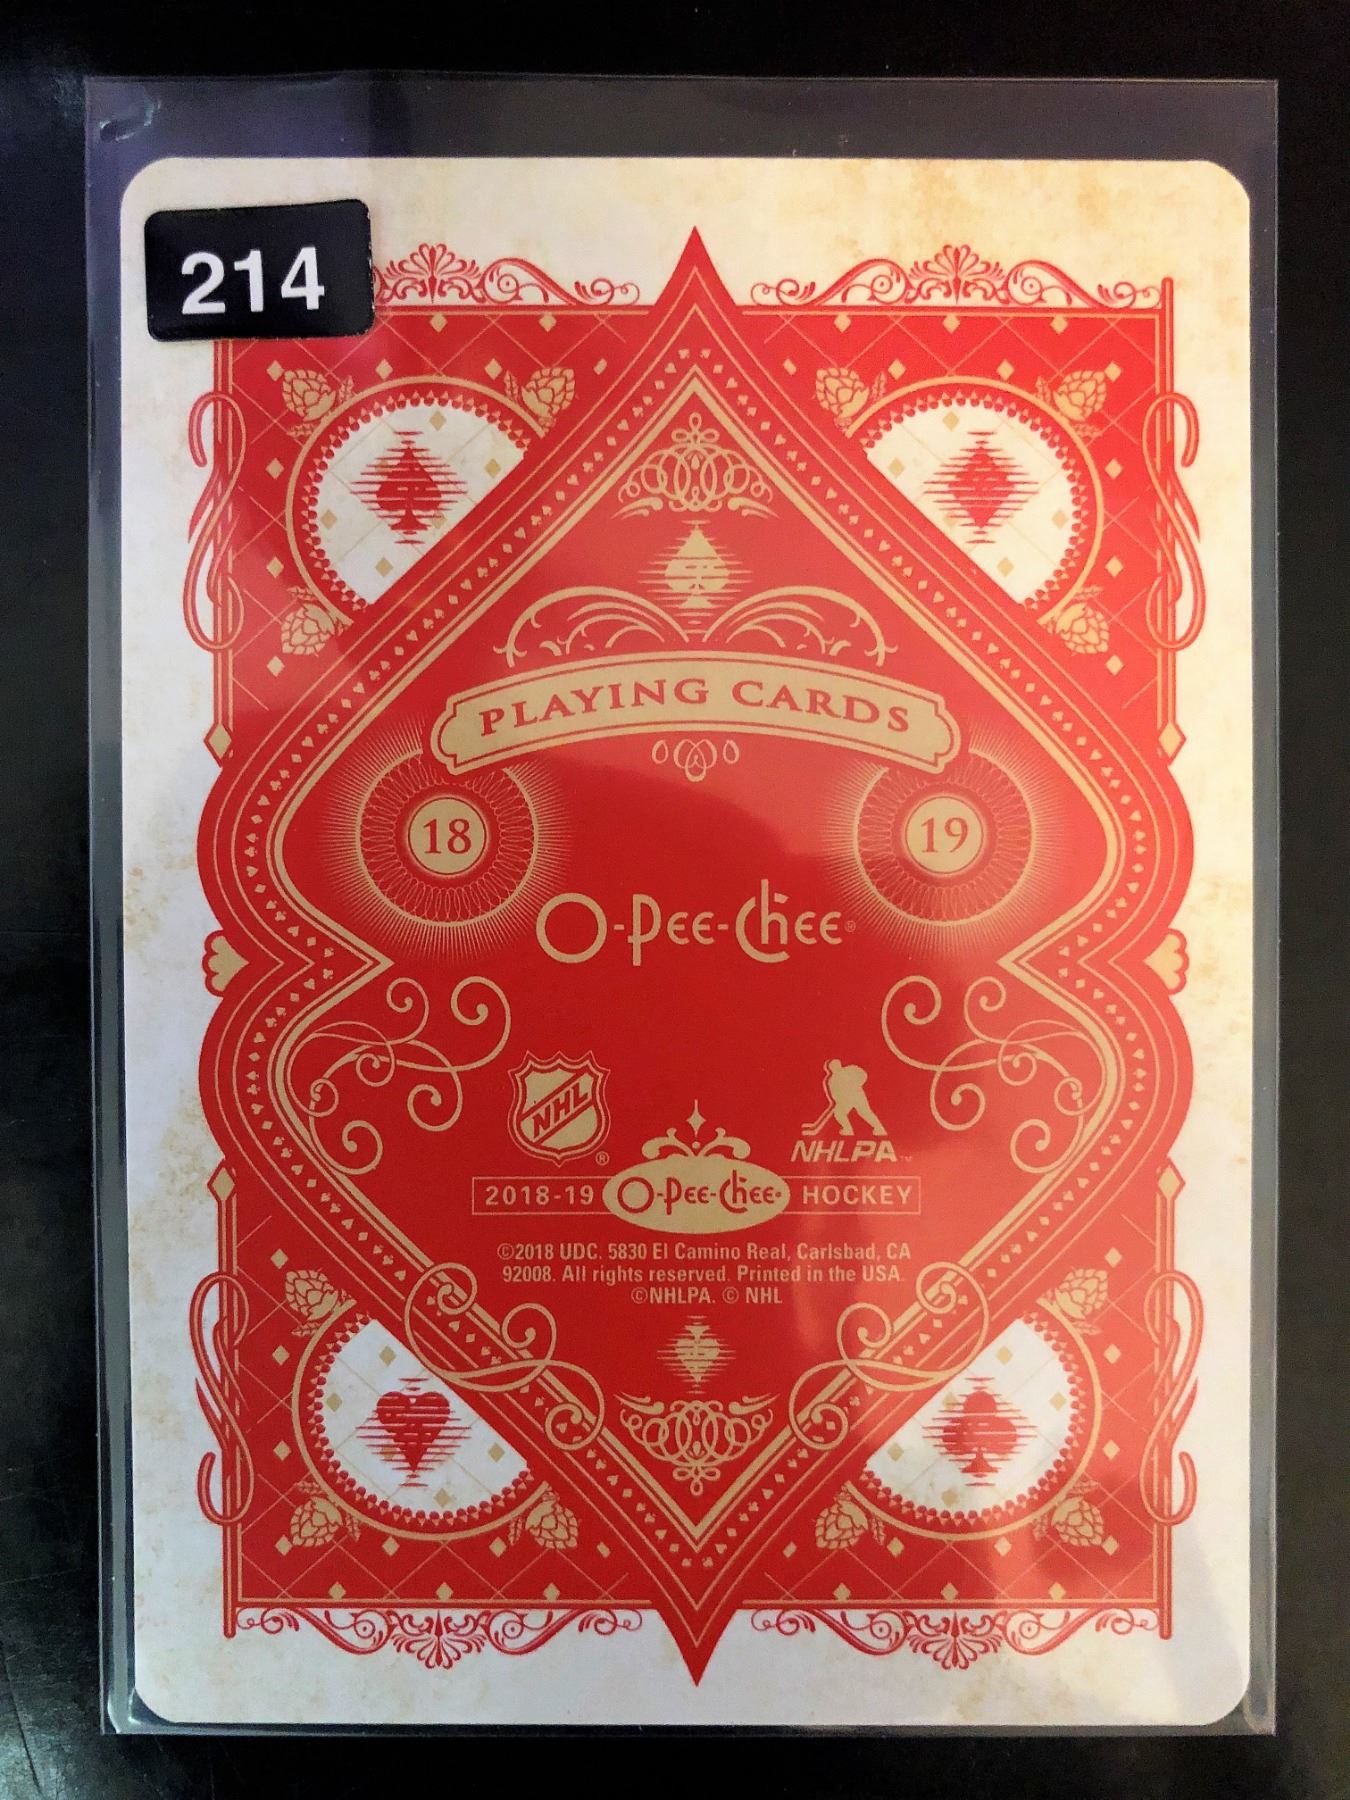 214
PLAYING CARDS
18
19
O-Pee-Chee®
NHL ®
NHLPA™
2018-19 O-Pee-Chee HOCKEY
©2018 UDC. 5830 El Camino Real, Carlsbad, CA
92008. All rights reserved. Printed in the USA.
©NHLPA. © NHL